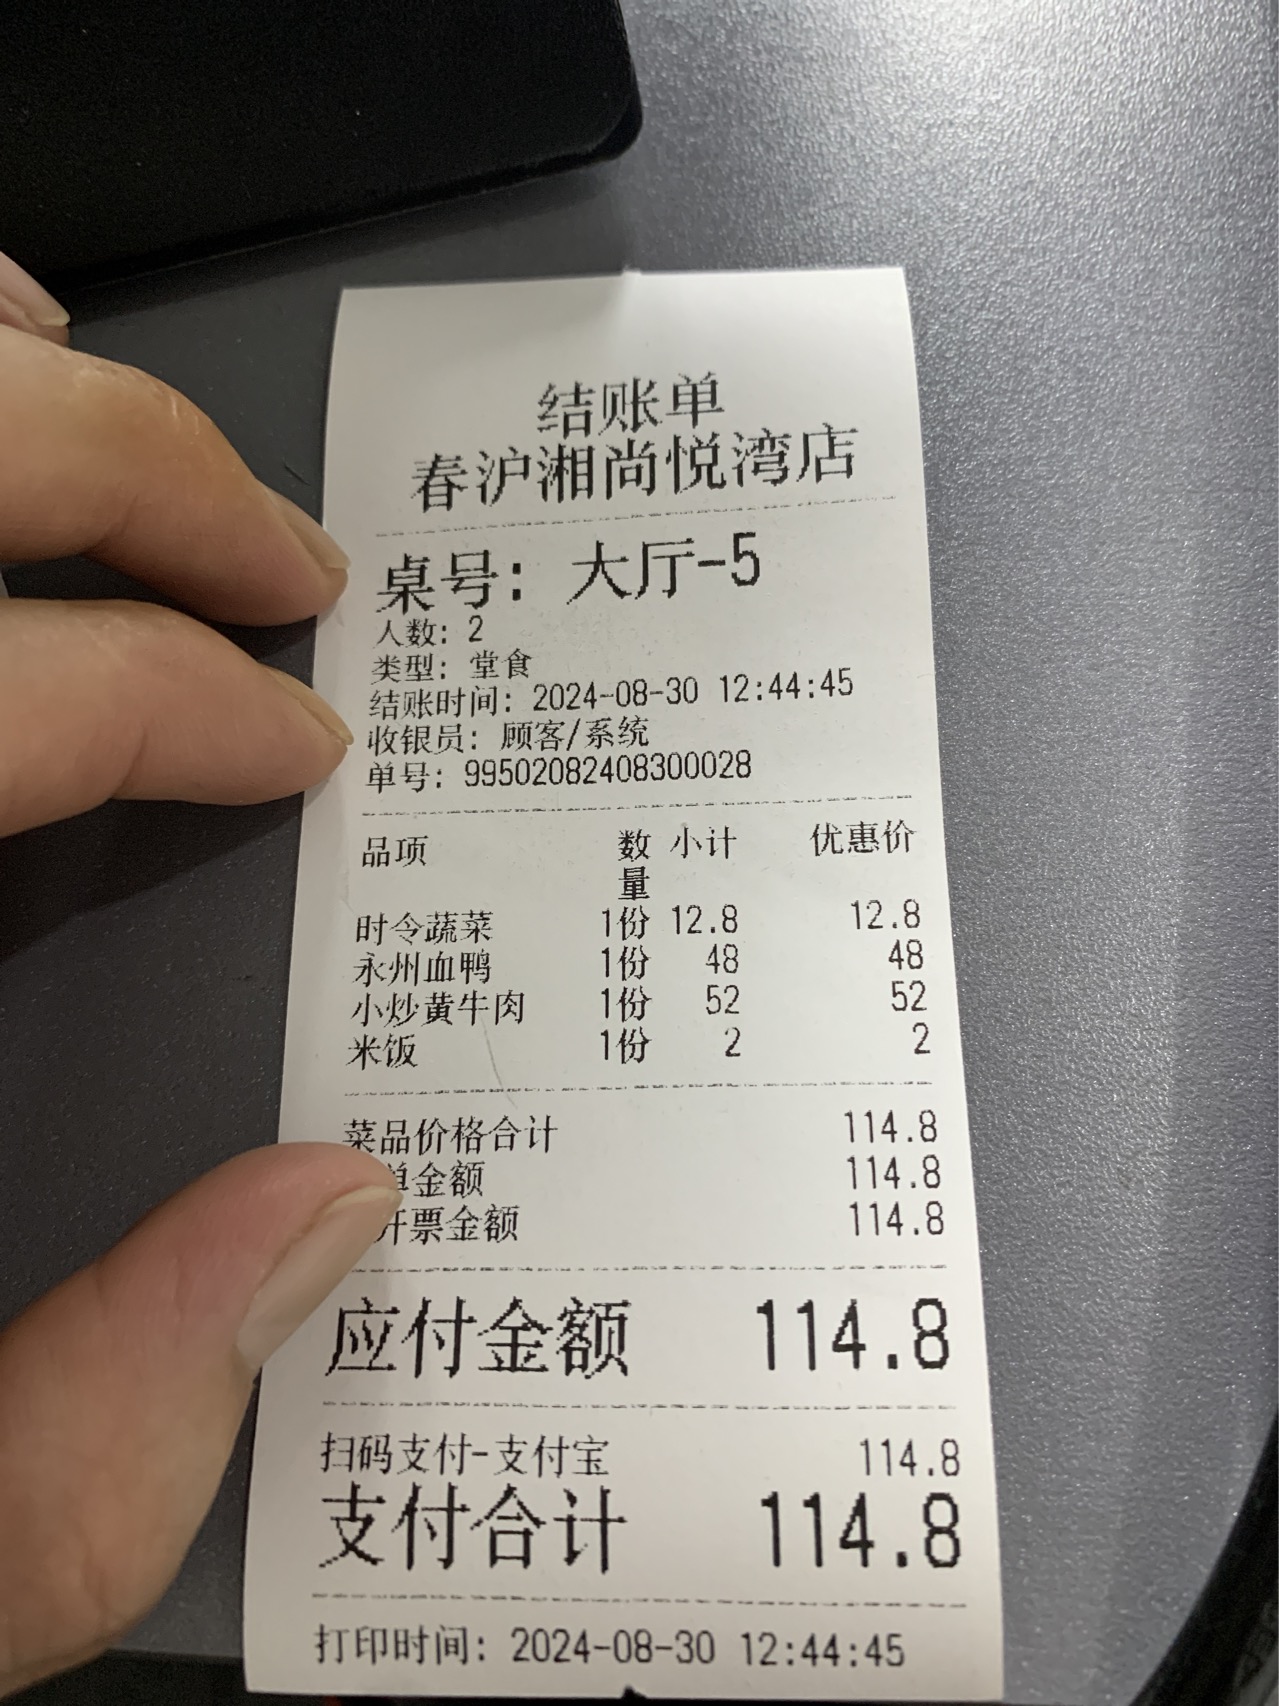 结账单
春沪湘尚悦湾店
桌号: 大厅-5
人数: 2
类型: 堂食
结账时间: 2024-08-30 12:44:45
收银员: 顾客/系统
单号: 99502082408300028
品项 数量 小计 优惠价
时令蔬菜 1份 12.8 12.8
永州血鸭 1份 48 48
小炒黄牛肉 1份 52 52
米饭 1份 2 2
菜品价格合计 114.8
单金额 114.8
开票金额 114.8
应付金额 114.8
扫码支付-支付宝 114.8
支付合计 114.8
打印时间: 2024-08-30 12:44:45